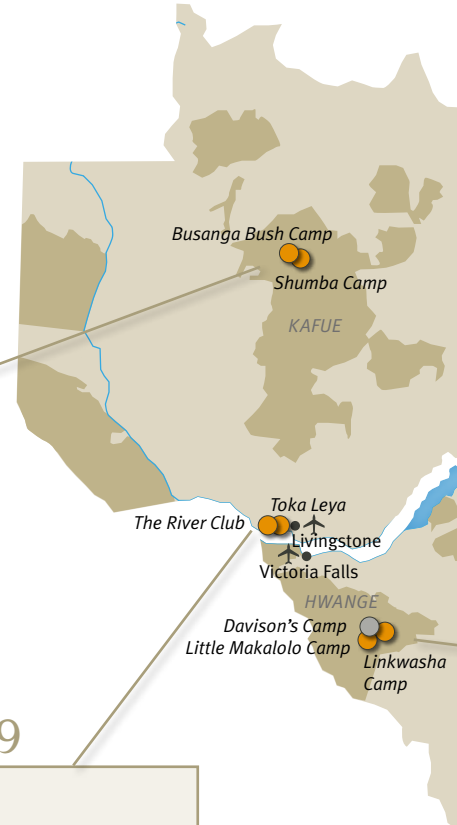 Busanga Bush Camp
Shumba Camp
KAFUE
Toka Leya
The River Club
Livingstone
Victoria Falls
HWANGE
Davison's Camp
Little Makalolo Camp
Linkwasha
Camp
9